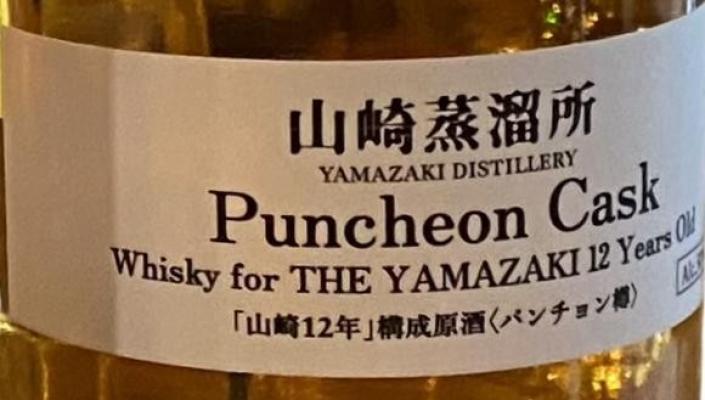 山崎蒸溜所
YAMAZAKI DISTILLERY
Puncheon Cask
Whisky for THE YAMAZAKI 12 Years Old
「山崎12年」構成原酒〈パンチョン樽〉
Alc.